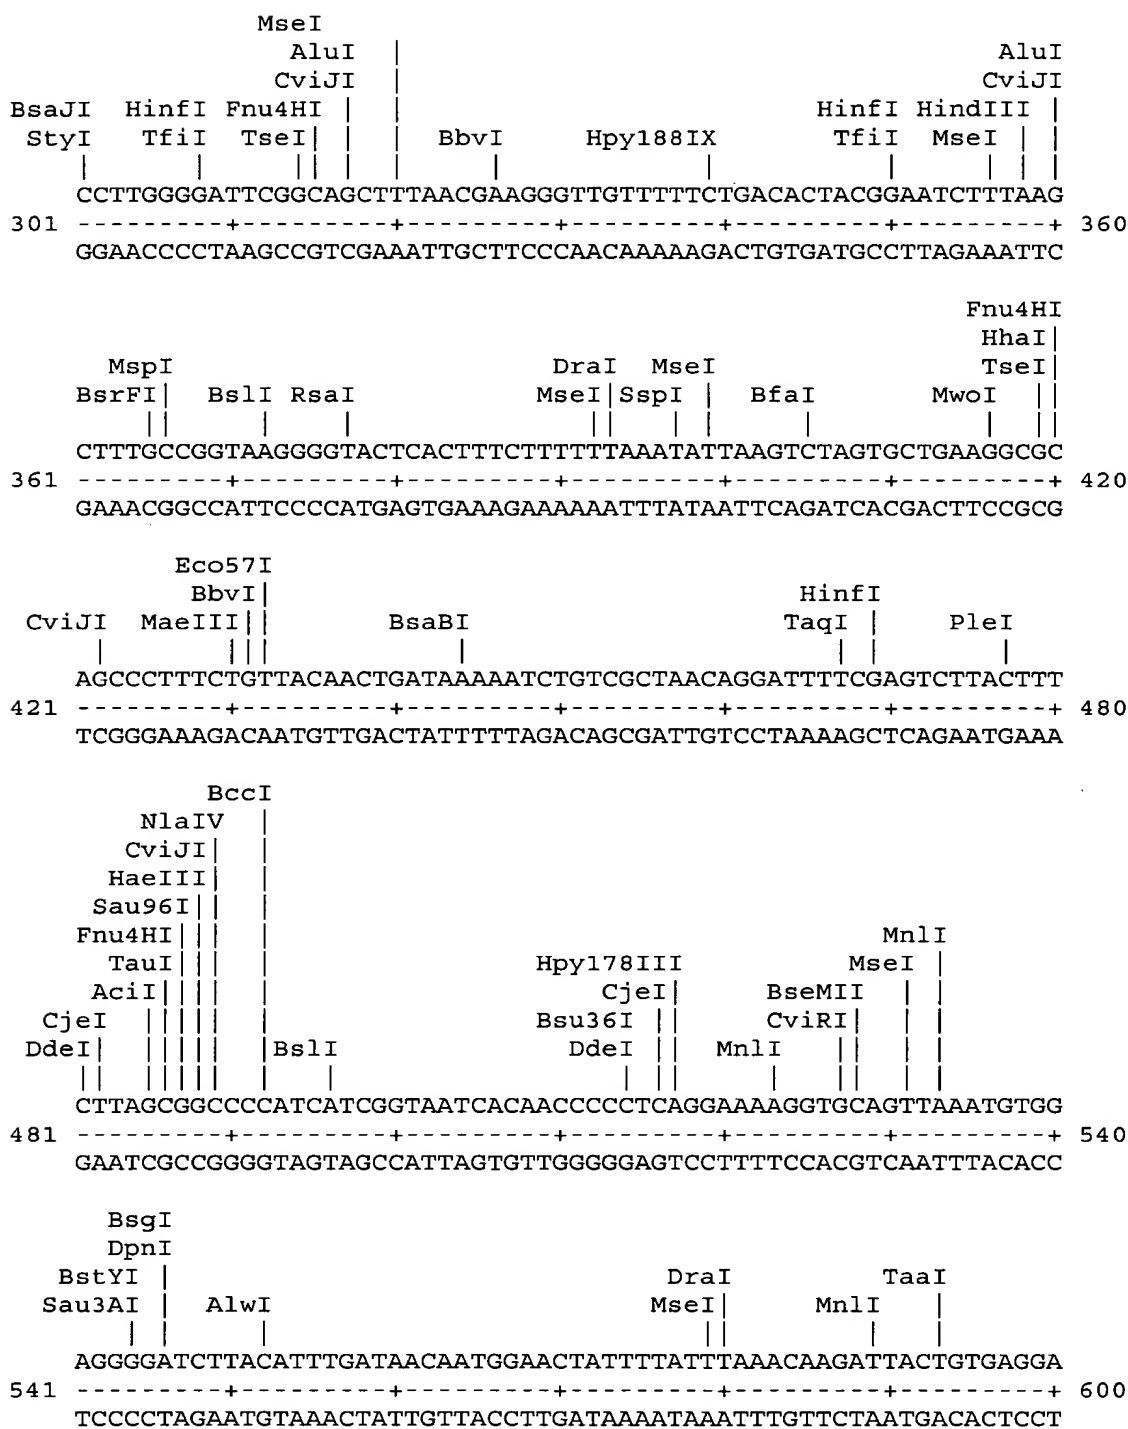 MseI
AluI | AluI
CviJI | CviJI
BsaJI HinfI Fnu4HI HinfI HindIII
StyI TfiI TseI BbvI Hpy188IX TfiI MseI
CCTTGGGGATTCGGCAGCTTTTAACGAAGGGTTGTTTTTCTGACACTACGGAATCTTTAAG
301 ---------+---------+---------+---------+---------+---------+ 360
GGAACCCCTAAGCCGTCGAAATTGCTTCCCAACAAAAAGACTGTGATGCCTTAGAAATTC
Fnu4HI
HhaI
MspI DraI MseI TseI
BsrFI BslI RsaI MseI SspI BfaI MwoI
CTTTGCCGGTAAGGGGTACTCACTTTCTTTTTTTAAATATTAAGTCTAGTGCTGAAGGCGC
361 ---------+---------+---------+---------+---------+---------+ 420
GAAACGGCCATTCCCCATGAGTGAAAGAAAAAATTTATAATTCAGATCACGACTTCCGCG
Eco57I
BbvI HinfI
CviJI MaeIII BsaBI TaqI PleI
AGCCCTTTCTGTTACAACTGATAAAAATCTGTCGCTAACAGGATTTTCGAGTCTTACTTT
421 ---------+---------+---------+---------+---------+---------+ 480
TCGGGAAAGACAATGTTGACTATTTTTAGACAGCGATTGTCCTAAAAGCTCAGAATGAAA
BccI
NlaIV
CviJI
HaeIII
Sau96I
Fnu4HI MnlI
TauI Hpy178III MseI
AciI CjeI BseMII
CjeI Bsu36I CviRI
DdeI BslI DdeI MnlI
CTTAGCGGCCCCATCATCGGTAATCACAACCCCCTCAGGAAAAGGTGCAGTTAAATGTGG
481 ---------+---------+---------+---------+---------+---------+ 540
GAATCGCCGGGGTAGTAGCCATTAGTGTTGGGGGAGTCCTTTTCCACGTCAATTTACACC
BsgI
DpnI
BstYI DraI TaaI
Sau3AI AlwI MseI MnlI
AGGGGATCTTACATTTGATAACAATGGAACTATTTTATTTAAACAAGATTACTGTGAGGA
541 ---------+---------+---------+---------+---------+---------+ 600
TCCCCTAGAATGTAAACTATTGTTACCTTGATAAAATAAATTTGTTCTAATGACACTCCT